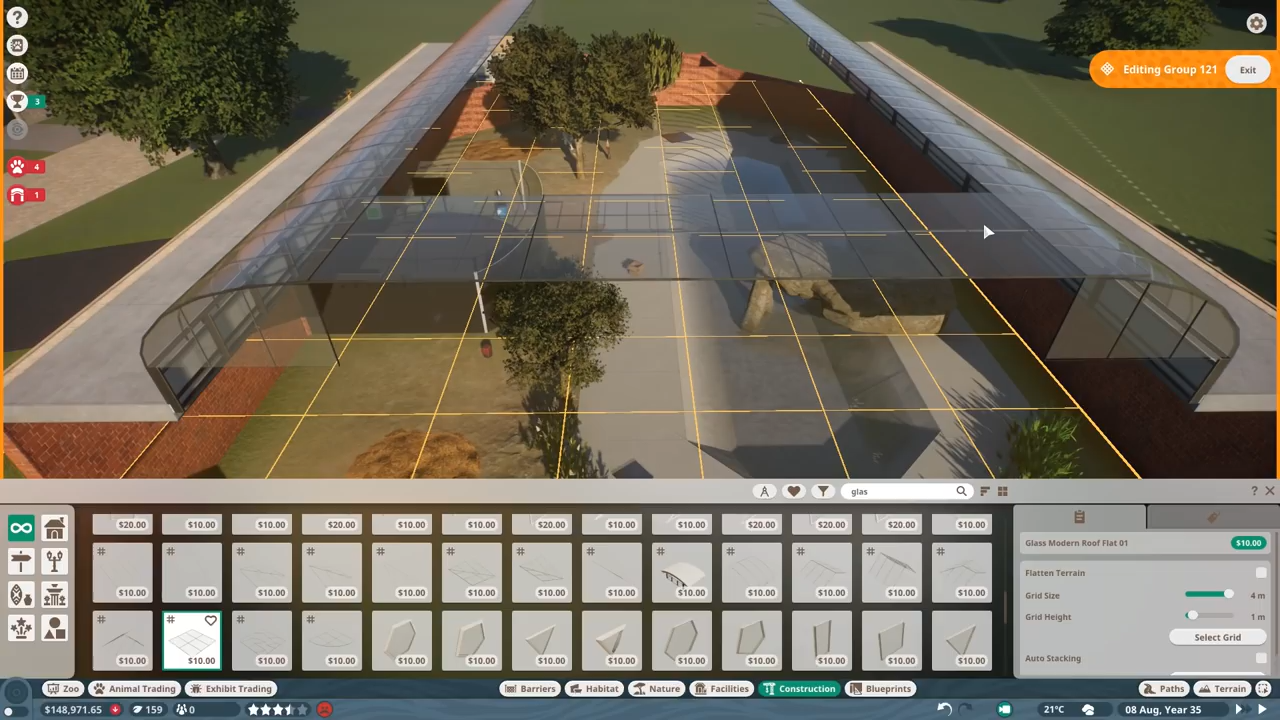 ?
Editing Group 121
Exit
3
4
1
glas
?
$20.00 $10.00 $10.00 $20.00 $10.00 $10.00 $20.00 $10.00 $20.00 $20.00 $20.00 $20.00 $10.00
$10.00 $10.00 $10.00 $10.00 $10.00 $10.00 $10.00 $10.00 $10.00 $10.00 $10.00 $10.00 $10.00
$10.00 $10.00 $10.00 $10.00 $10.00 $10.00 $10.00 $10.00 $10.00 $10.00 $10.00 $10.00 $10.00
Glass Modern Roof Flat 01
$10.00
Flatten Terrain
Grid Size 4 m
Grid Height 1 m
Select Grid
Auto Stacking
Zoo Animal Trading Exhibit Trading Barriers Habitat Nature Facilities Construction Blueprints Paths Terrain
$148,971.65 159 0 21°C 08 Aug, Year 35